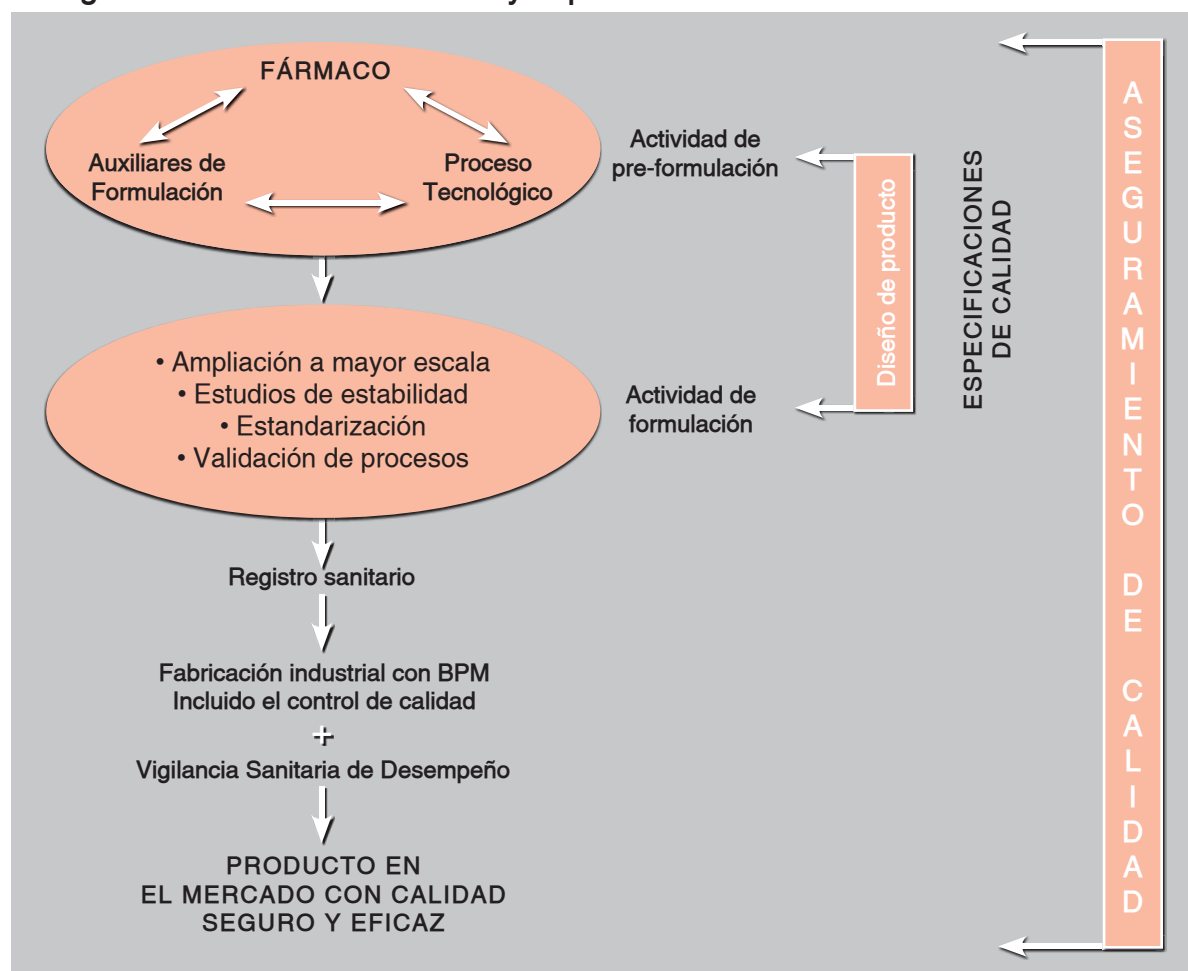 FÁRMACO
Auxiliares de
Formulación
Proceso
Tecnológico
Actividad de
pre-formulación
• Ampliación a mayor escala
• Estudios de estabilidad
• Estandarización
• Validación de procesos
Actividad de
formulación
Diseño de producto
ESPECIFICACIONES
DE CALIDAD
ASEGURAMIENTO DE CALIDAD
Registro sanitario
Fabricación industrial con BPM
Incluido el control de calidad
+
Vigilancia Sanitaria de Desempeño
PRODUCTO EN
EL MERCADO CON CALIDAD
SEGURO Y EFICAZ